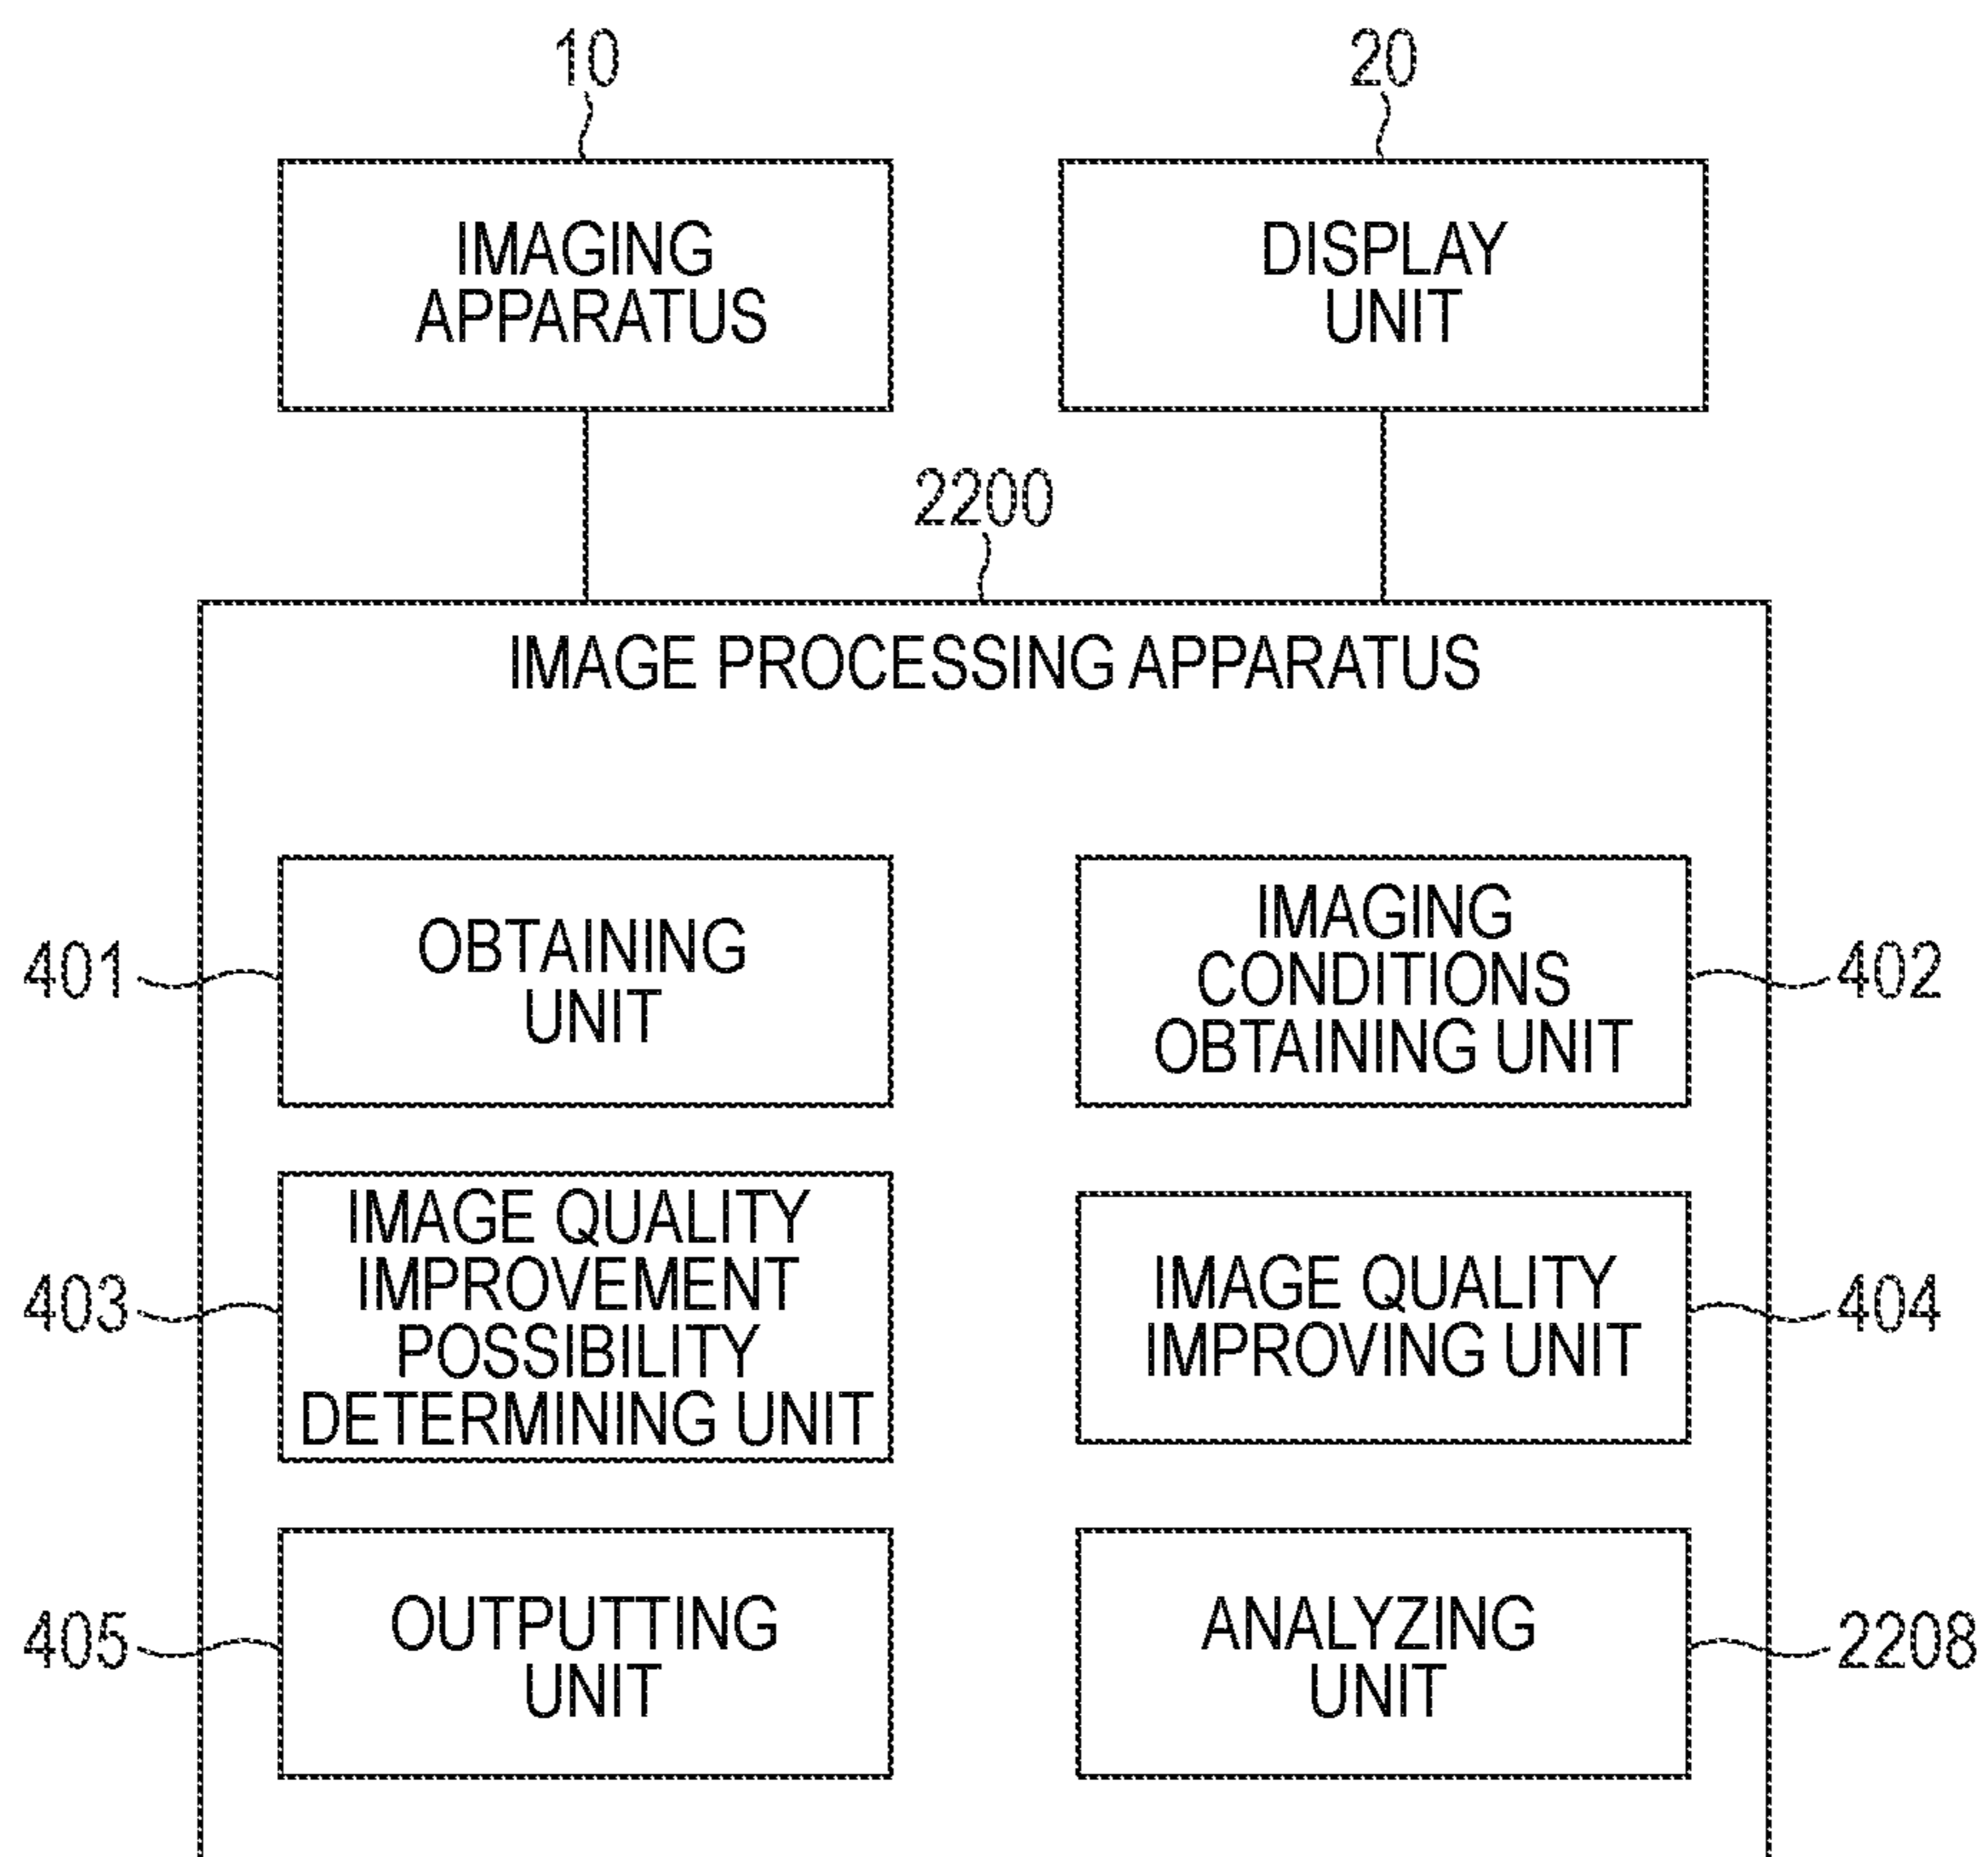 10
20
IMAGING
APPARATUS
DISPLAY
UNIT
2200
IMAGE PROCESSING APPARATUS
401
OBTAINING
UNIT
IMAGING
CONDITIONS
OBTAINING UNIT
402
403
IMAGE QUALITY
IMPROVEMENT
POSSIBILITY
DETERMINING UNIT
IMAGE QUALITY
IMPROVING UNIT
404
405
OUTPUTTING
UNIT
ANALYZING
UNIT
2208